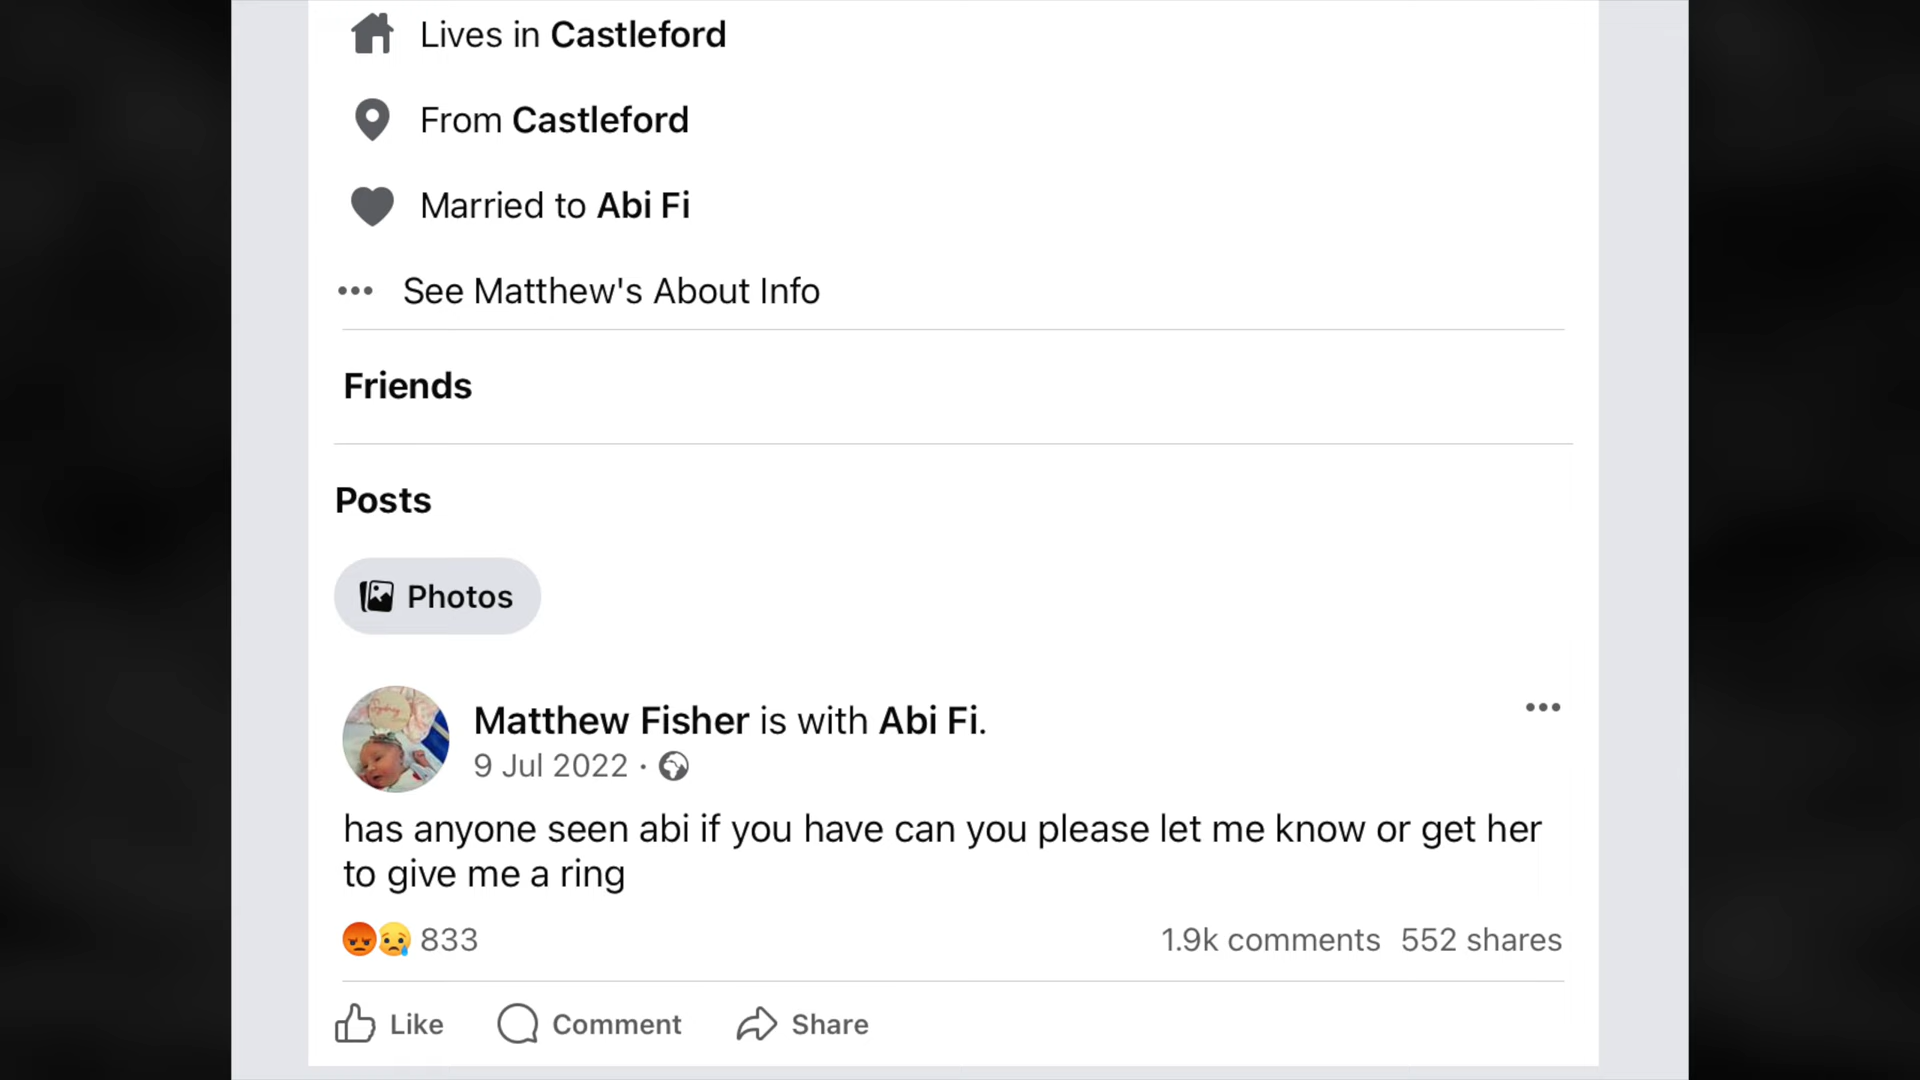 Lives in Castleford
From Castleford
Married to Abi Fi
See Matthew's About Info
Friends
Posts
Photos
Matthew Fisher is with Abi Fi.
9 Jul 2022 ·
has anyone seen abi if you have can you please let me know or get her
to give me a ring
833
1.9k comments 552 shares
Like Comment Share